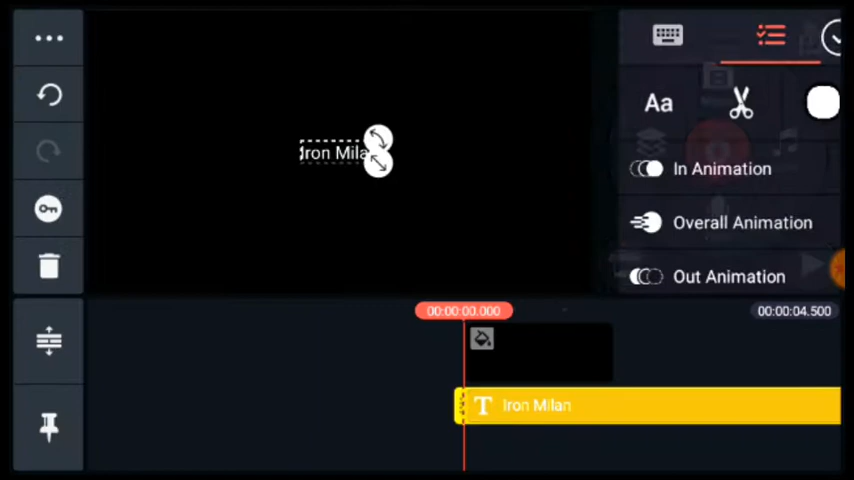 Aa
Iron Mila
In Animation
Overall Animation
Out Animation
00:00:00.000
00:00:04.500
T Iron Milan